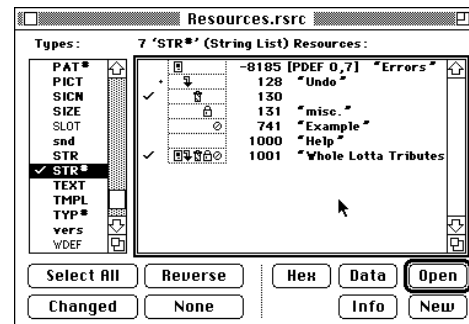 Resources.rsrc
Types: 7 ‘STR#’ (String List) Resources:
PAT#
PICT
SICN
SIZE
SLOT
snd
STR
✓ STR#
TEXT
TMPL
TYP#
vers
WDEF
-8185 [PDEF 0,7] “Errors”
• 128 “Undo”
✓ 130
131 “misc.”
741 “Example”
1000 “Help”
✓ 1001 “Whole Lotta Tributes
Select All Reverse Hex Data Open
Changed None Info New